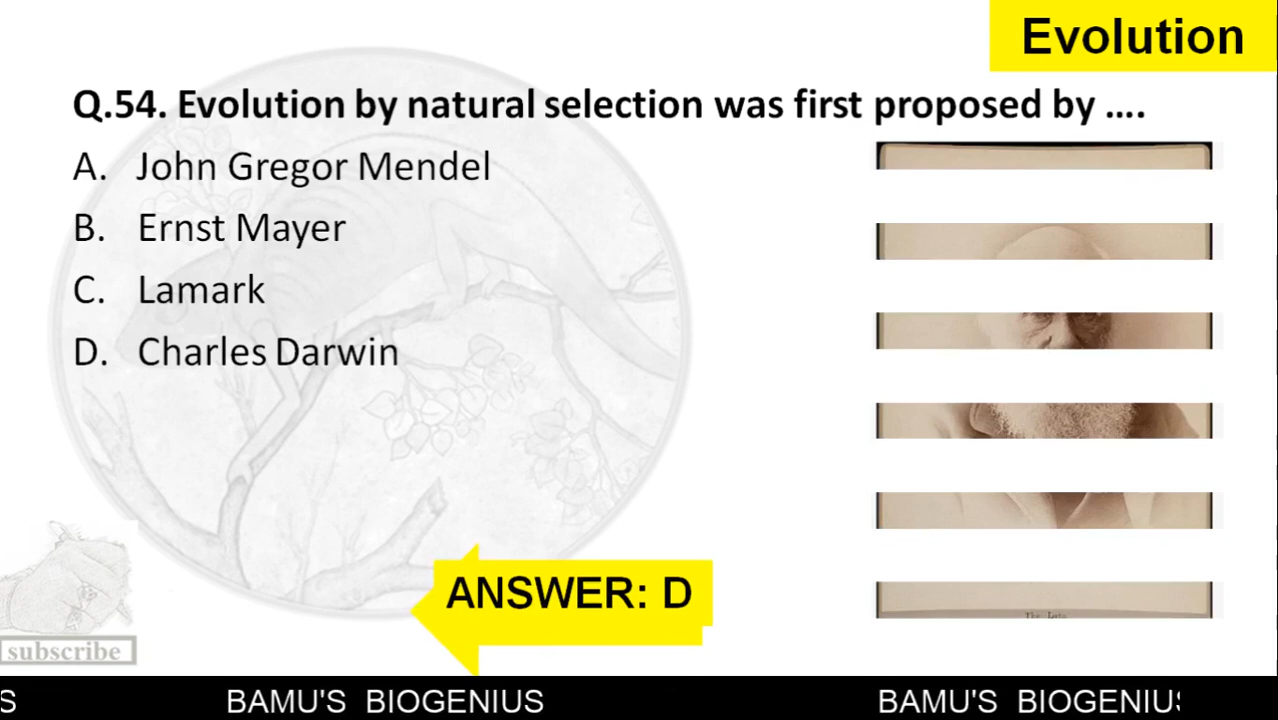 Evolution
Q.54. Evolution by natural selection was first proposed by ....
A. John Gregor Mendel
B. Ernst Mayer
C. Lamark
D. Charles Darwin
ANSWER: D
subscribe
S BAMU'S BIOGENIUS BAMU'S BIOGENIUS